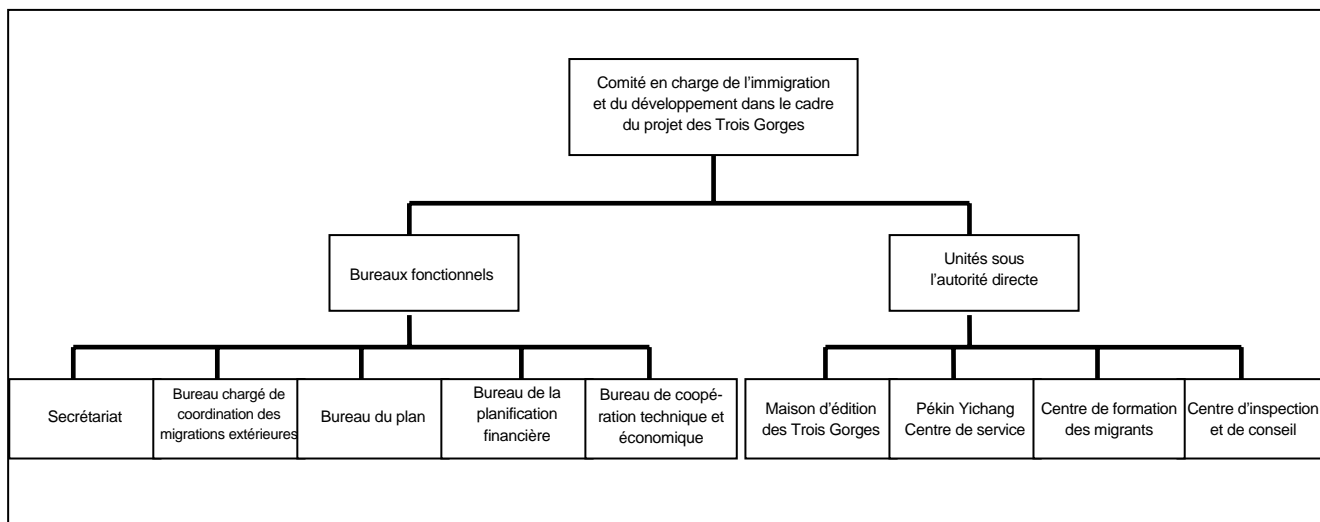 Comité en charge de l’immigration
et du développement dans le cadre
du projet des Trois Gorges
Bureaux fonctionnels
Unités sous
l’autorité directe
Secrétariat
Bureau chargé de
coordination des
migrations extérieures
Bureau du plan
Bureau de la
planification
financière
Bureau de coopé-
ration technique et
économique
Maison d’édition
des Trois Gorges
Pékin Yichang
Centre de service
Centre de formation
des migrants
Centre d’inspection
et de conseil